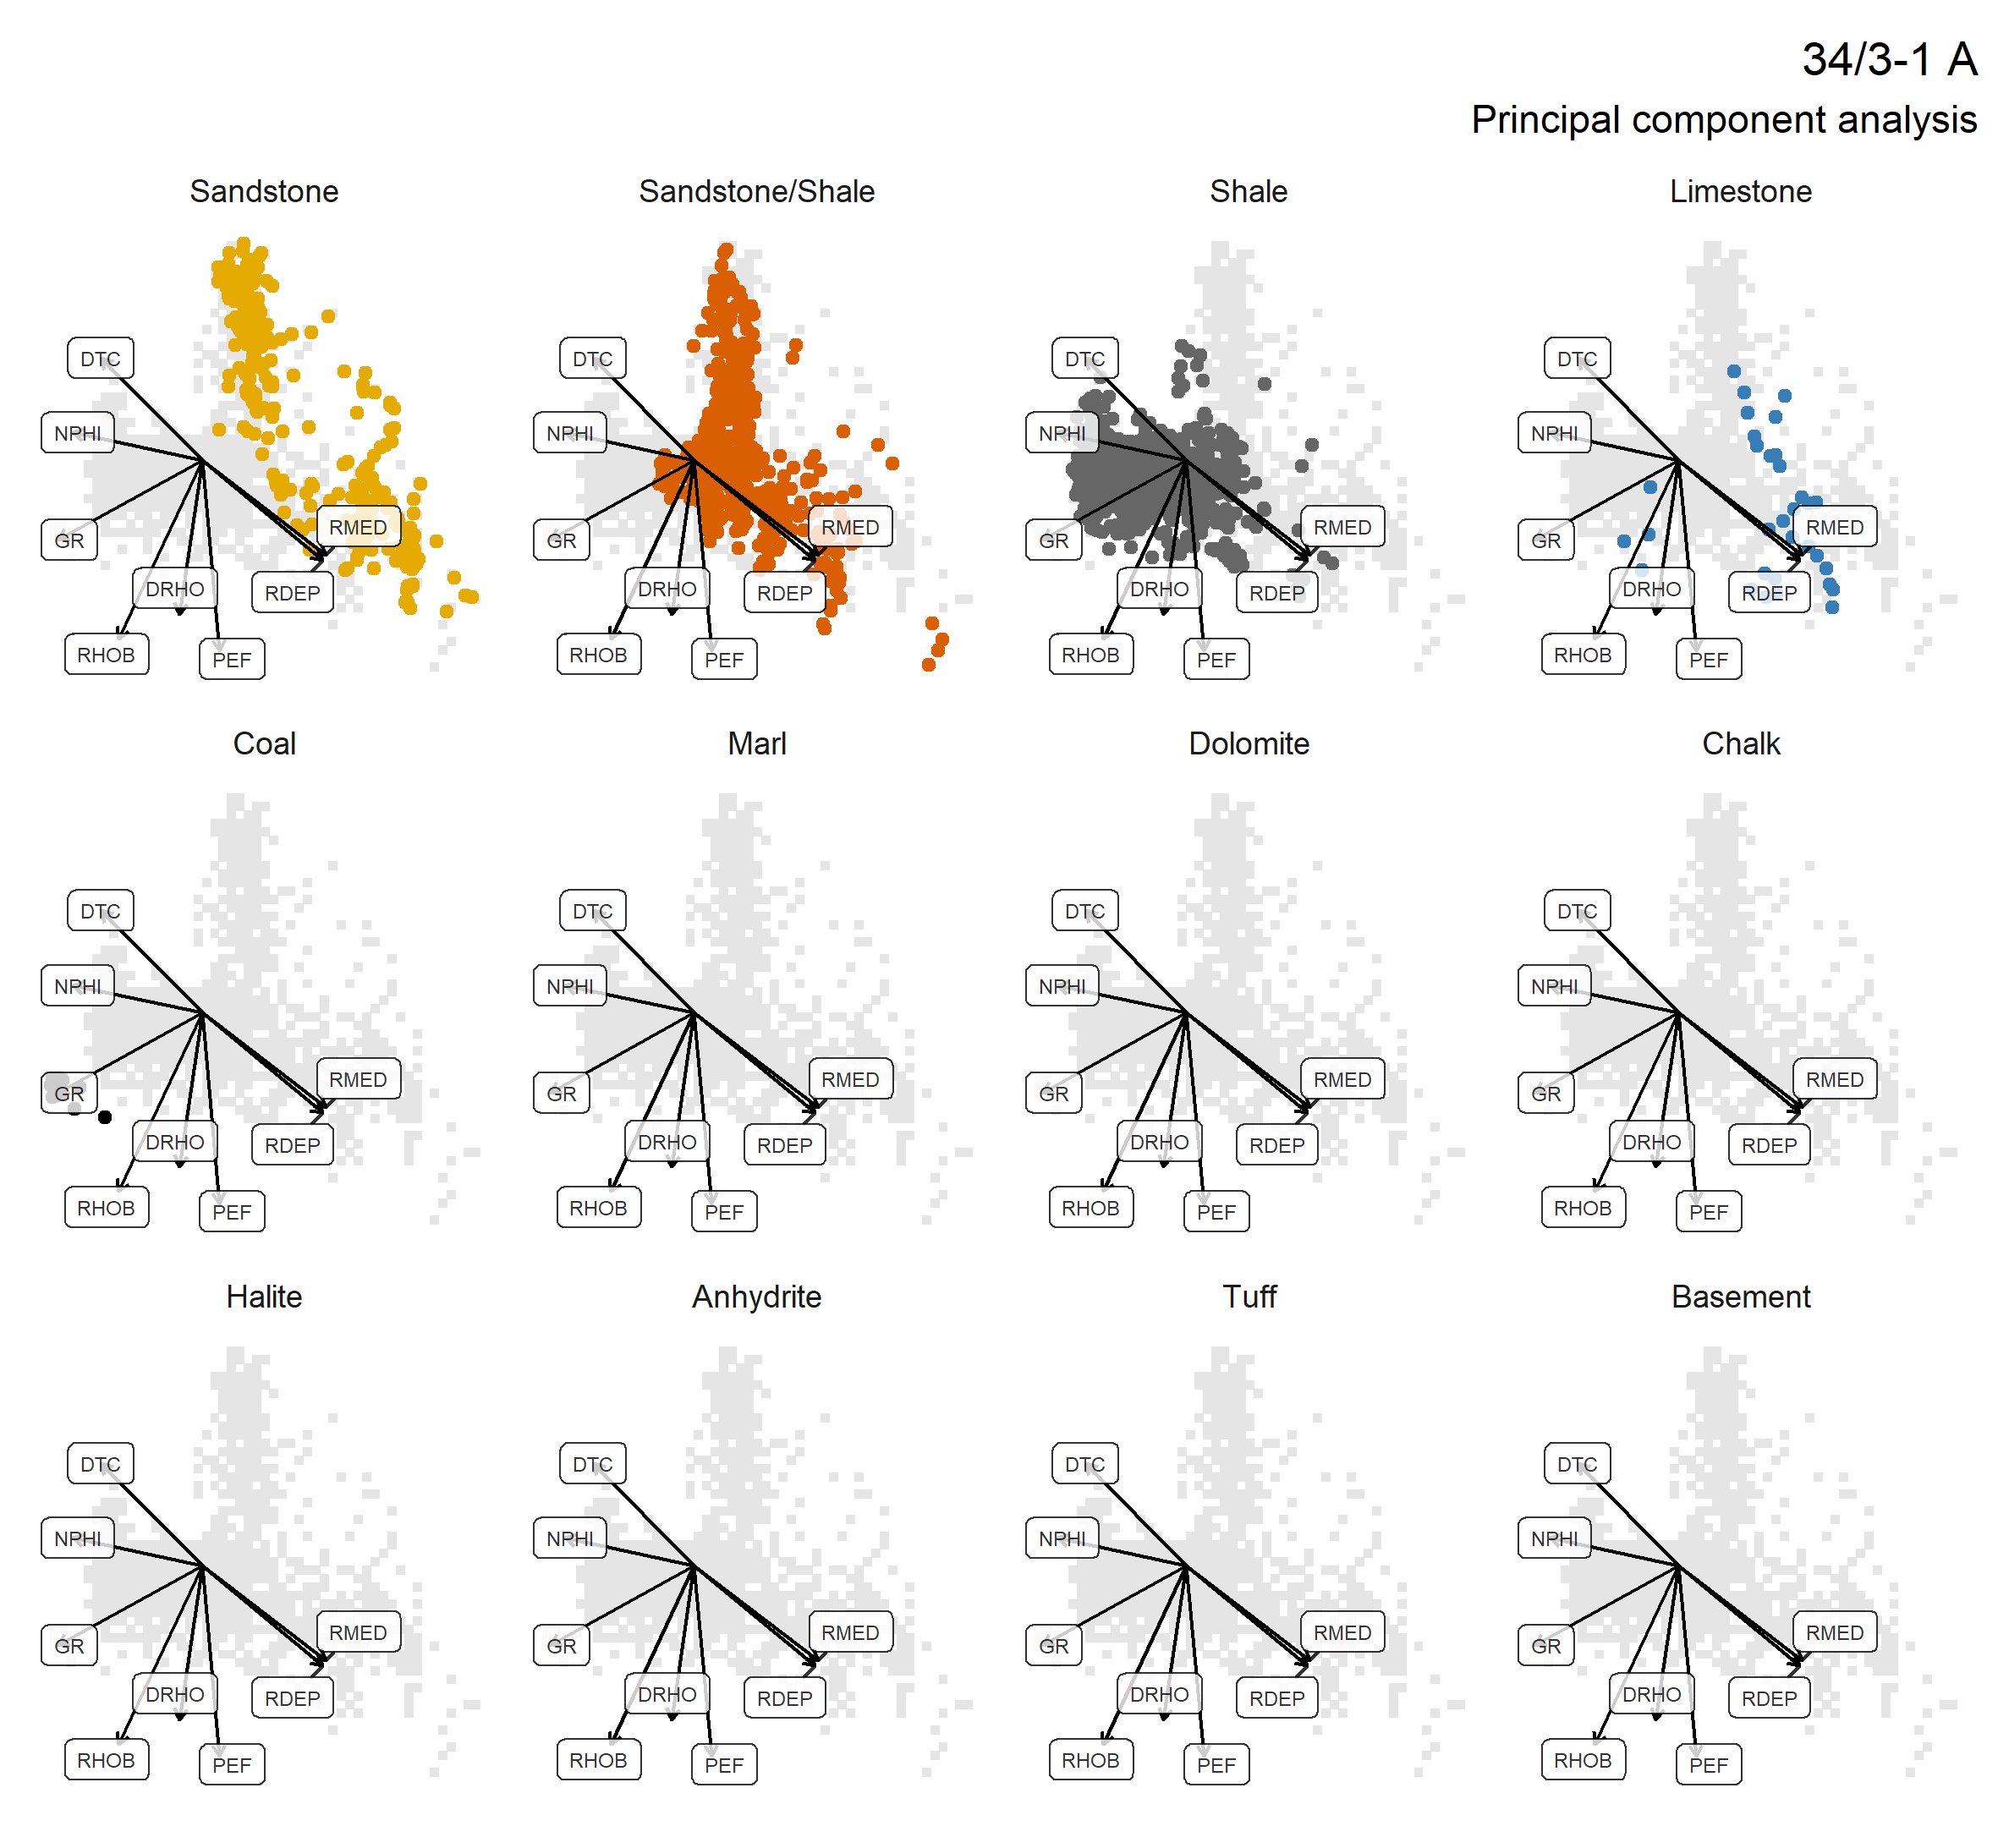 34/3-1 A
Principal component analysis
Sandstone
DTC
NPHI
GR
RMED
DRHO
RDEP
RHOB
PEF
Sandstone/Shale
DTC
NPHI
GR
RMED
DRHO
RDEP
RHOB
PEF
Shale
DTC
NPHI
GR
RMED
DRHO
RDEP
RHOB
PEF
Limestone
DTC
NPHI
GR
RMED
DRHO
RDEP
RHOB
PEF
Coal
DTC
NPHI
GR
RMED
DRHO
RDEP
RHOB
PEF
Marl
DTC
NPHI
GR
RMED
DRHO
RDEP
RHOB
PEF
Dolomite
DTC
NPHI
GR
RMED
DRHO
RDEP
RHOB
PEF
Chalk
DTC
NPHI
GR
RMED
DRHO
RDEP
RHOB
PEF
Halite
DTC
NPHI
GR
RMED
DRHO
RDEP
RHOB
PEF
Anhydrite
DTC
NPHI
GR
RMED
DRHO
RDEP
RHOB
PEF
Tuff
DTC
NPHI
GR
RMED
DRHO
RDEP
RHOB
PEF
Basement
DTC
NPHI
GR
RMED
DRHO
RDEP
RHOB
PEF